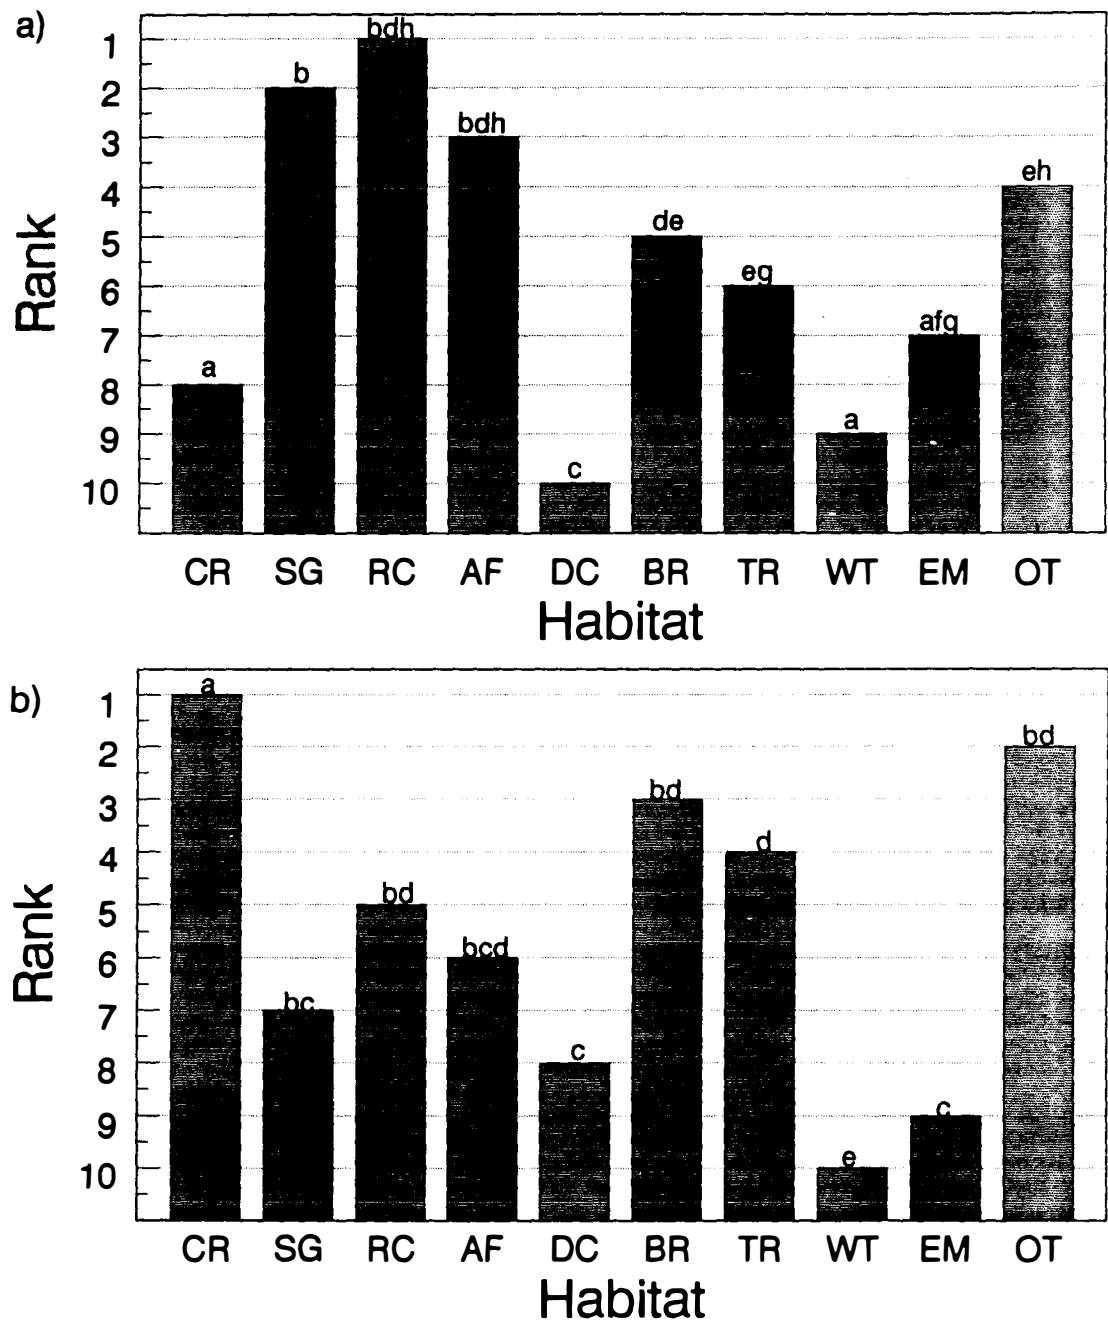 a)
Rank
1
2
3
4
5
6
7
8
9
10
a
b
bdh
bdh
c
de
eg
a
afg
eh
CR SG RC AF DC BR TR WT EM OT
Habitat
b)
Rank
1
2
3
4
5
6
7
8
9
10
a
bc
bd
bcd
c
bd
d
e
c
bd
CR SG RC AF DC BR TR WT EM OT
Habitat